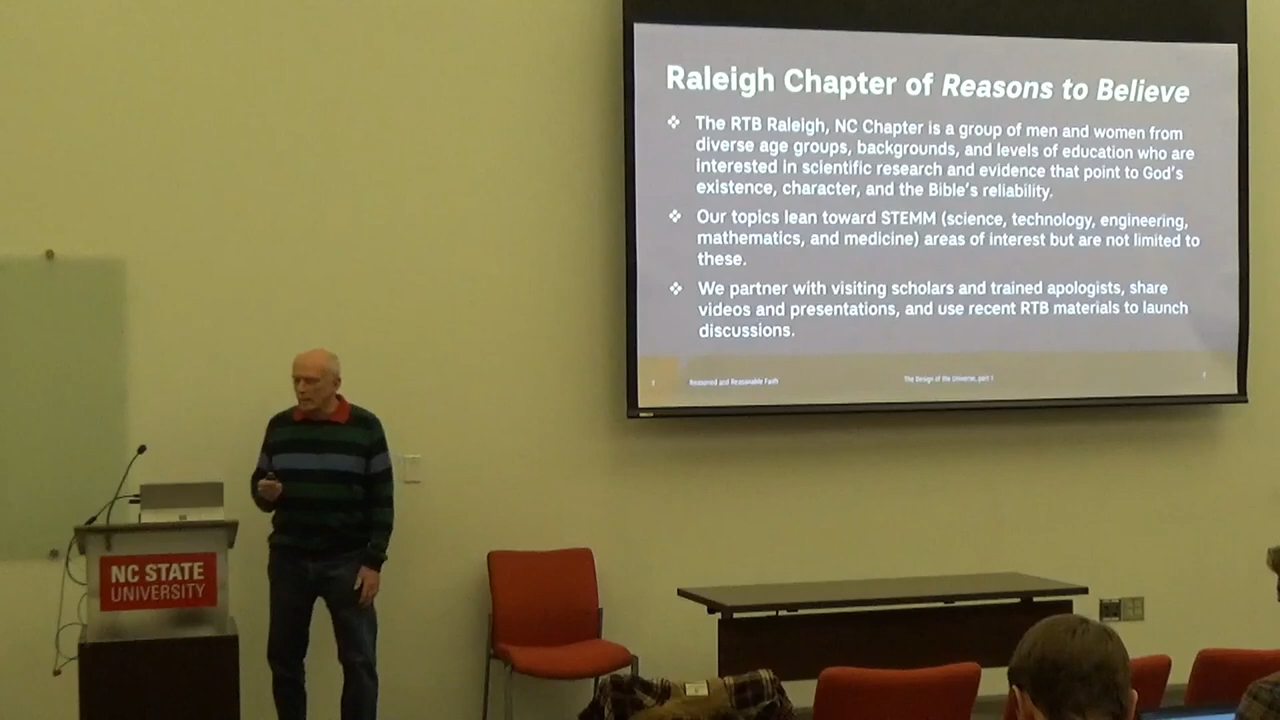 Raleigh Chapter of Reasons to Believe
❖ The RTB Raleigh, NC Chapter is a group of men and women from
diverse age groups, backgrounds, and levels of education who are
interested in scientific research and evidence that point to God's
existence, character, and the Bible's reliability.
❖ Our topics lean toward STEMM (science, technology, engineering,
mathematics, and medicine) areas of interest but are not limited to
these.
❖ We partner with visiting scholars and trained apologists, share
videos and presentations, and use recent RTB materials to launch
discussions.
Reasoned and Reasonable Faith
The Design of the Universe, part 1
NC STATE
UNIVERSITY